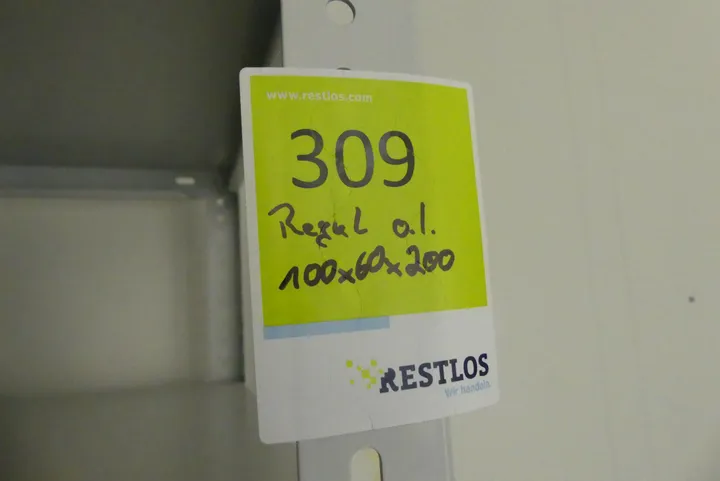 www.restlos.com
309
Regal o.l.
100x60x200
RESTLOS
Wir handeln.